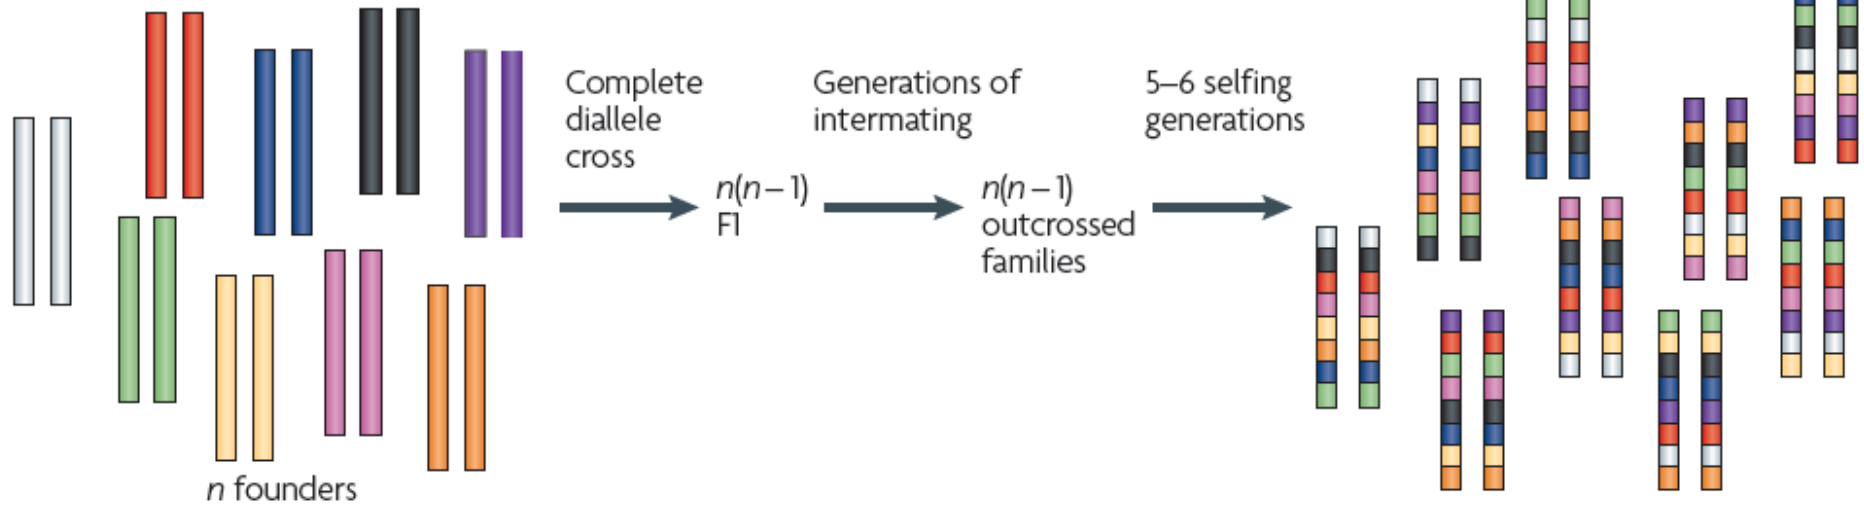 n founders
Complete
diallele
cross
n(n – 1)
F1
Generations of
intermating
n(n – 1)
outcrossed
families
5–6 selfing
generations